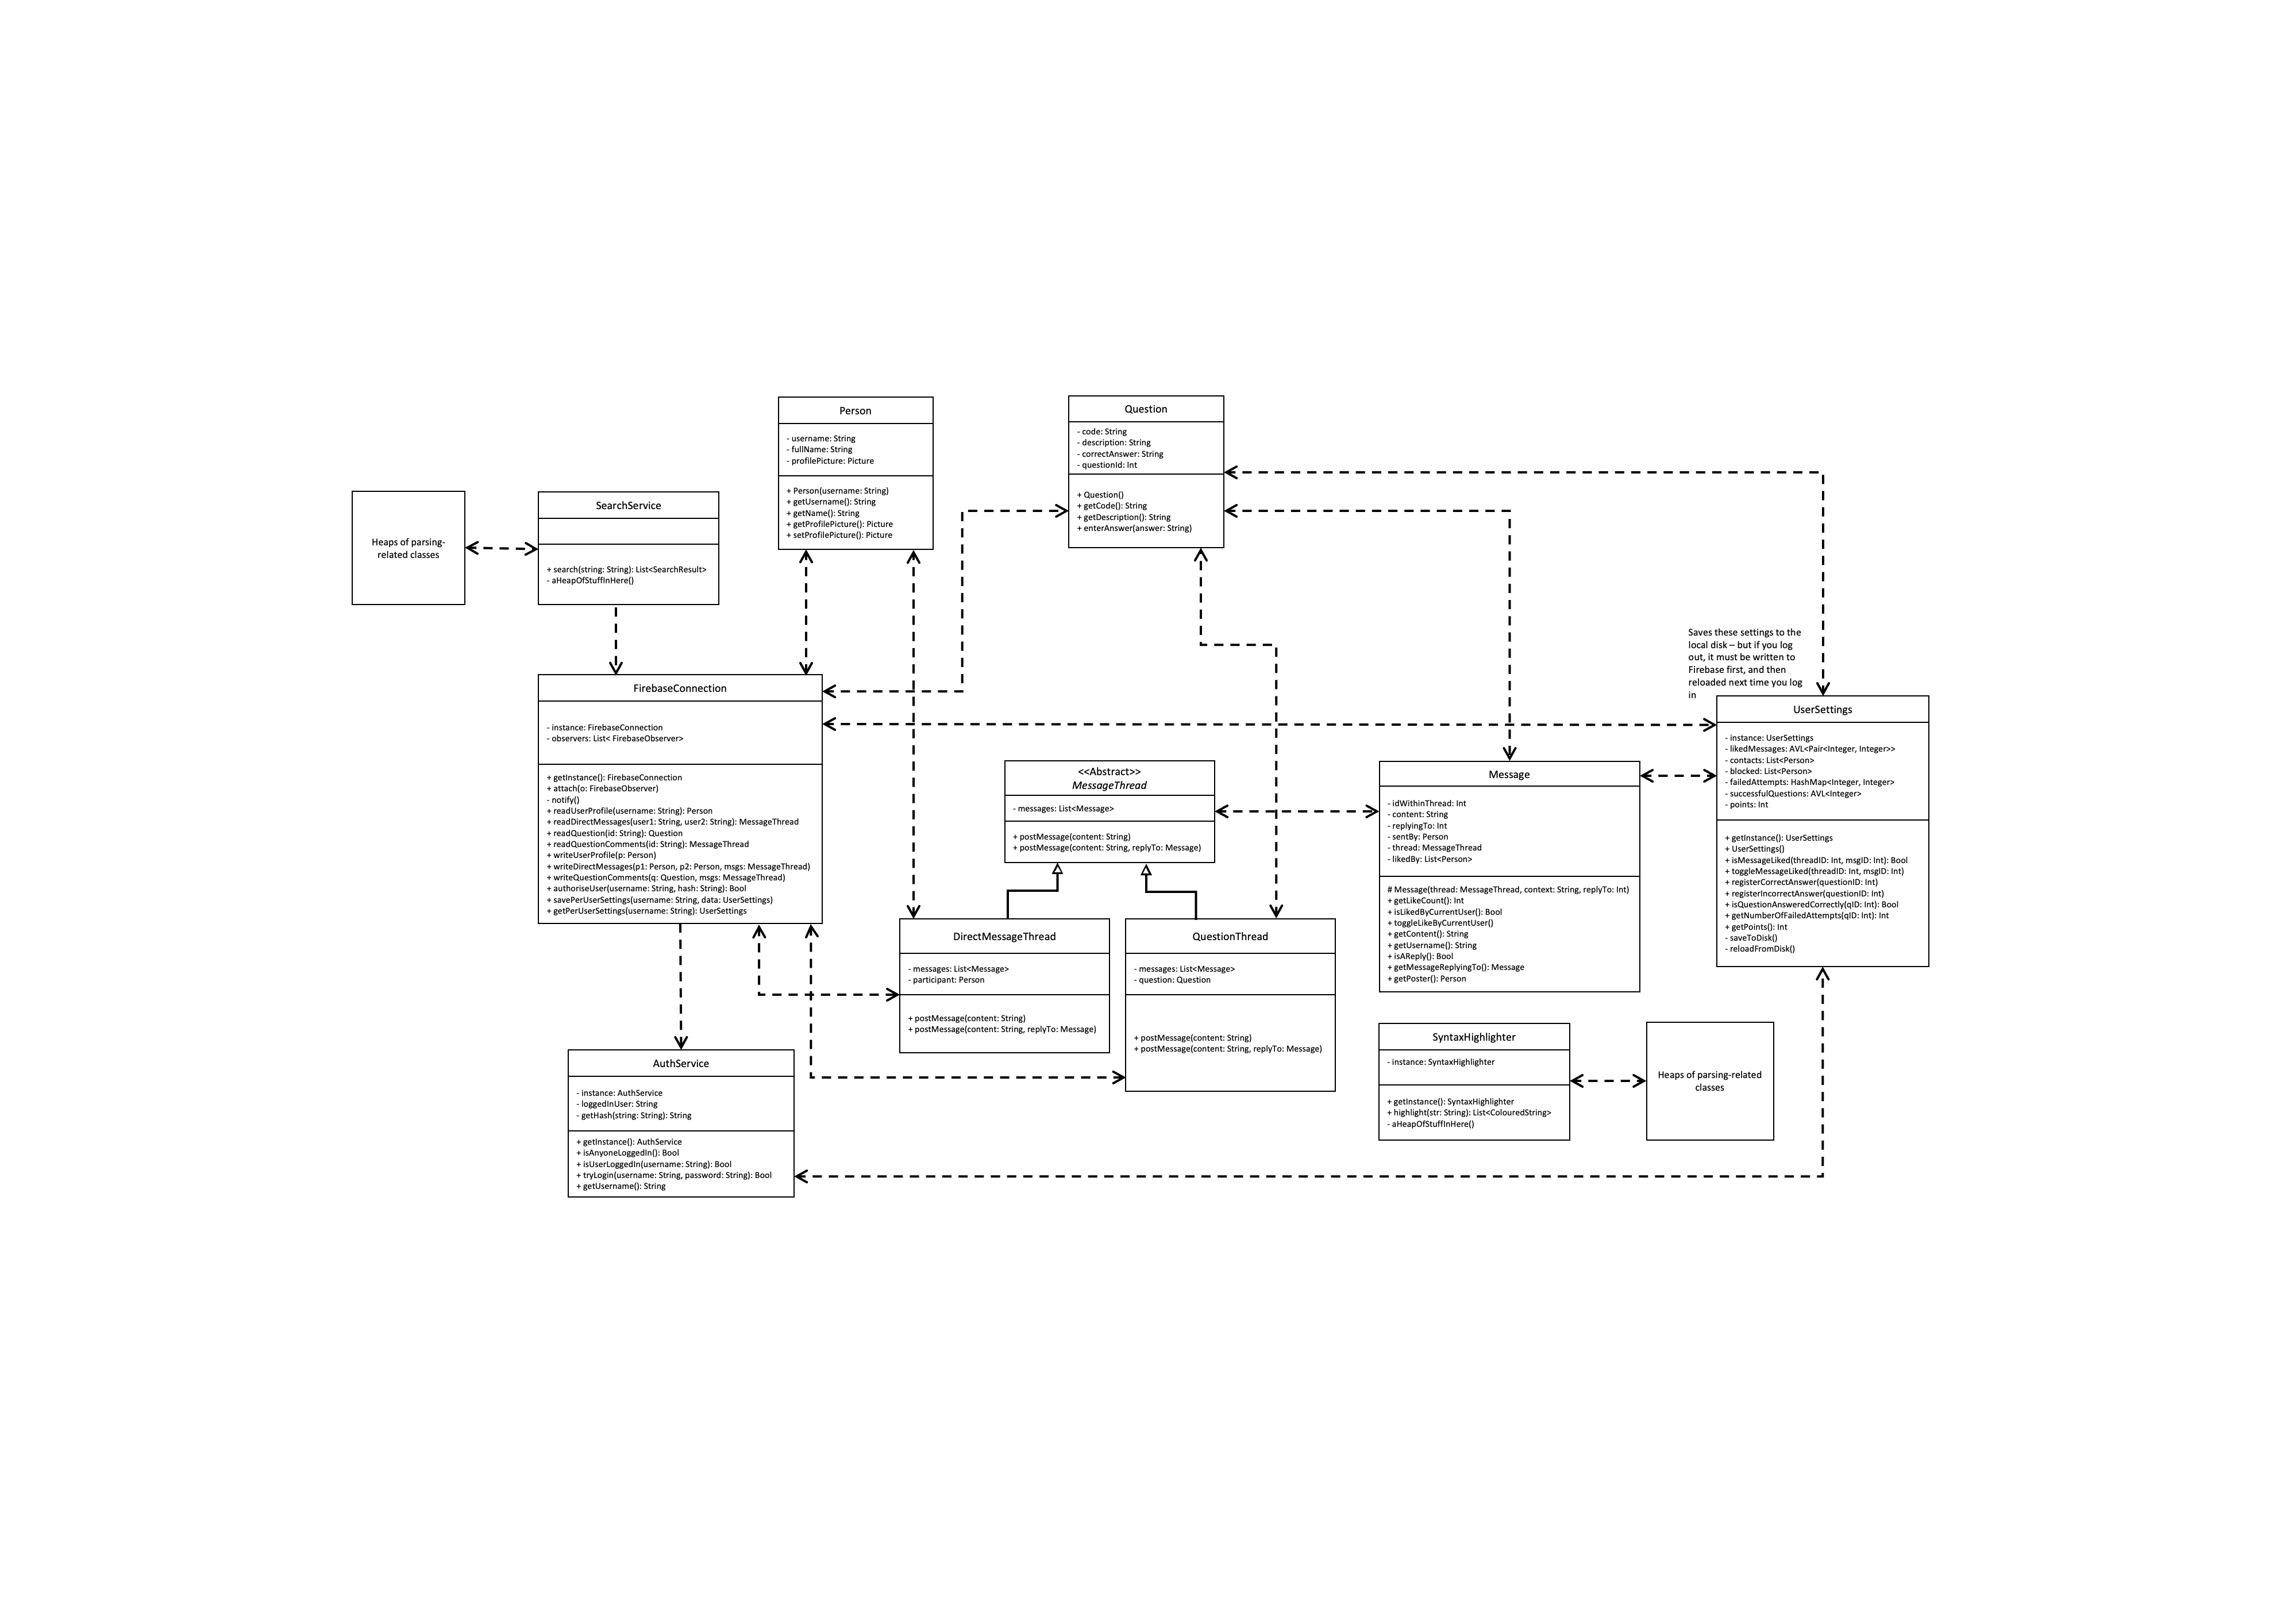 Heaps of parsing-
related classes
SearchService
+ search(string: String): List<SearchResult>
- aHeapOfStuffInHere()
Person
- username: String
- fullName: String
- profilePicture: Picture
+ Person(username: String)
+ getUsername(): String
+ getName(): String
+ getProfilePicture(): Picture
+ setProfilePicture(): Picture
Question
- code: String
- description: String
- correctAnswer: String
- questionId: Int
+ Question()
+ getCode(): String
+ getDescription(): String
+ enterAnswer(answer: String)
Saves these settings to the
local disk – but if you log
out, it must be written to
Firebase first, and then
reloaded next time you log
in
FirebaseConnection
- instance: FirebaseConnection
- observers: List< FirebaseObserver>
+ getInstance(): FirebaseConnection
+ attach(o: FirebaseObserver)
- notify()
+ readUserProfile(username: String): Person
+ readDirectMessages(user1: String, user2: String): MessageThread
+ readQuestion(id: String): Question
+ readQuestionComments(id: String): MessageThread
+ writeUserProfile(p: Person)
+ writeDirectMessages(p1: Person, p2: Person, msgs: MessageThread)
+ writeQuestionComments(q: Question, msgs: MessageThread)
+ authoriseUser(username: String, hash: String): Bool
+ savePerUserSettings(username: String, data: UserSettings)
+ getPerUserSettings(username: String): UserSettings
<<Abstract>>
MessageThread
- messages: List<Message>
+ postMessage(content: String)
+ postMessage(content: String, replyTo: Message)
Message
- idWithinThread: Int
- content: String
- replyingTo: Int
- sentBy: Person
- thread: MessageThread
- likedBy: List<Person>
# Message(thread: MessageThread, context: String, replyTo: Int)
+ getLikeCount(): Int
+ isLikedByCurrentUser(): Bool
+ toggleLikeByCurrentUser()
+ getContent(): String
+ getUsername(): String
+ isAReply(): Bool
+ getMessageReplyingTo(): Message
+ getPoster(): Person
UserSettings
- instance: UserSettings
- likedMessages: AVL<Pair<Integer, Integer>>
- contacts: List<Person>
- blocked: List<Person>
- failedAttempts: HashMap<Integer, Integer>
- successfulQuestions: AVL<Integer>
- points: Int
+ getInstance(): UserSettings
+ UserSettings()
+ isMessageLiked(threadID: Int, msgID: Int): Bool
+ toggleMessageLiked(threadID: Int, msgID: Int)
+ registerCorrectAnswer(questionID: Int)
+ registerIncorrectAnswer(questionID: Int)
+ isQuestionAnsweredCorrectly(qID: Int): Bool
+ getNumberOfFailedAttempts(qID: Int): Int
+ getPoints(): Int
- saveToDisk()
- reloadFromDisk()
DirectMessageThread
- messages: List<Message>
- participant: Person
+ postMessage(content: String)
+ postMessage(content: String, replyTo: Message)
QuestionThread
- messages: List<Message>
- question: Question
+ postMessage(content: String)
+ postMessage(content: String, replyTo: Message)
AuthService
- instance: AuthService
- loggedInUser: String
- getHash(string: String): String
+ getInstance(): AuthService
+ isAnyoneLoggedIn(): Bool
+ isUserLoggedIn(username: String): Bool
+ tryLogin(username: String, password: String): Bool
+ getUsername(): String
SyntaxHighlighter
- instance: SyntaxHighlighter
+ getInstance(): SyntaxHighlighter
+ highlight(str: String): List<ColouredString>
- aHeapOfStuffInHere()
Heaps of parsing-related
classes